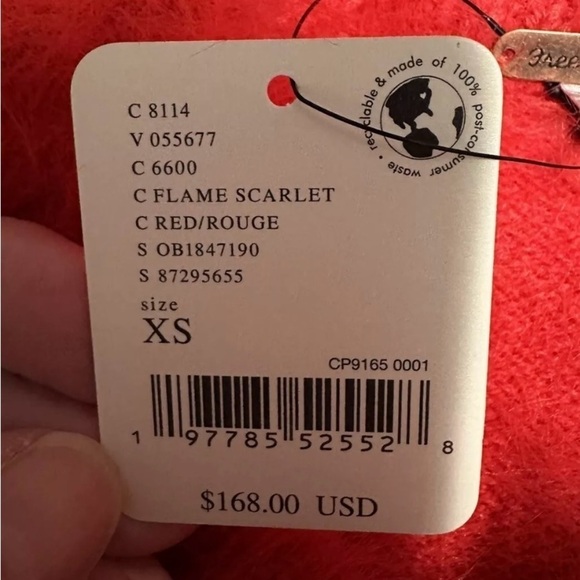 Free
recyclable & made of 100% post-consumer waste
C 8114
V 055677
C 6600
C FLAME SCARLET
C RED/ROUGE
S OB1847190
S 87295655
size
XS
CP9165 0001
1 97785 52552 8
$168.00 USD